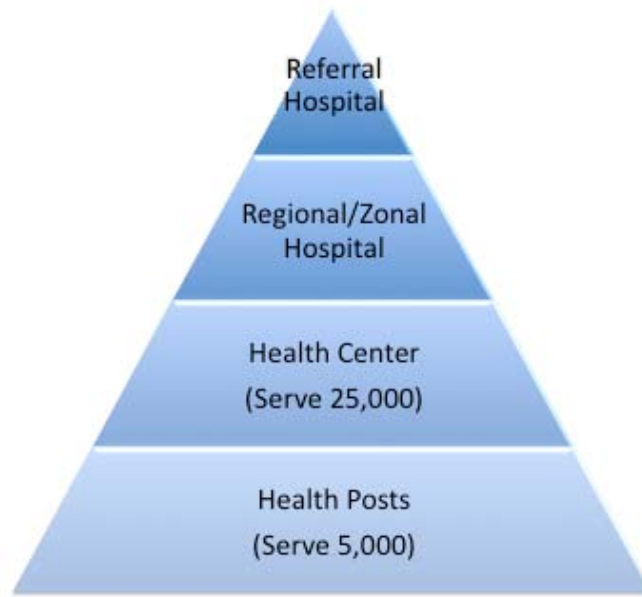 Referral
Hospital
Regional/Zonal
Hospital
Health Center
(Serve 25,000)
Health Posts
(Serve 5,000)